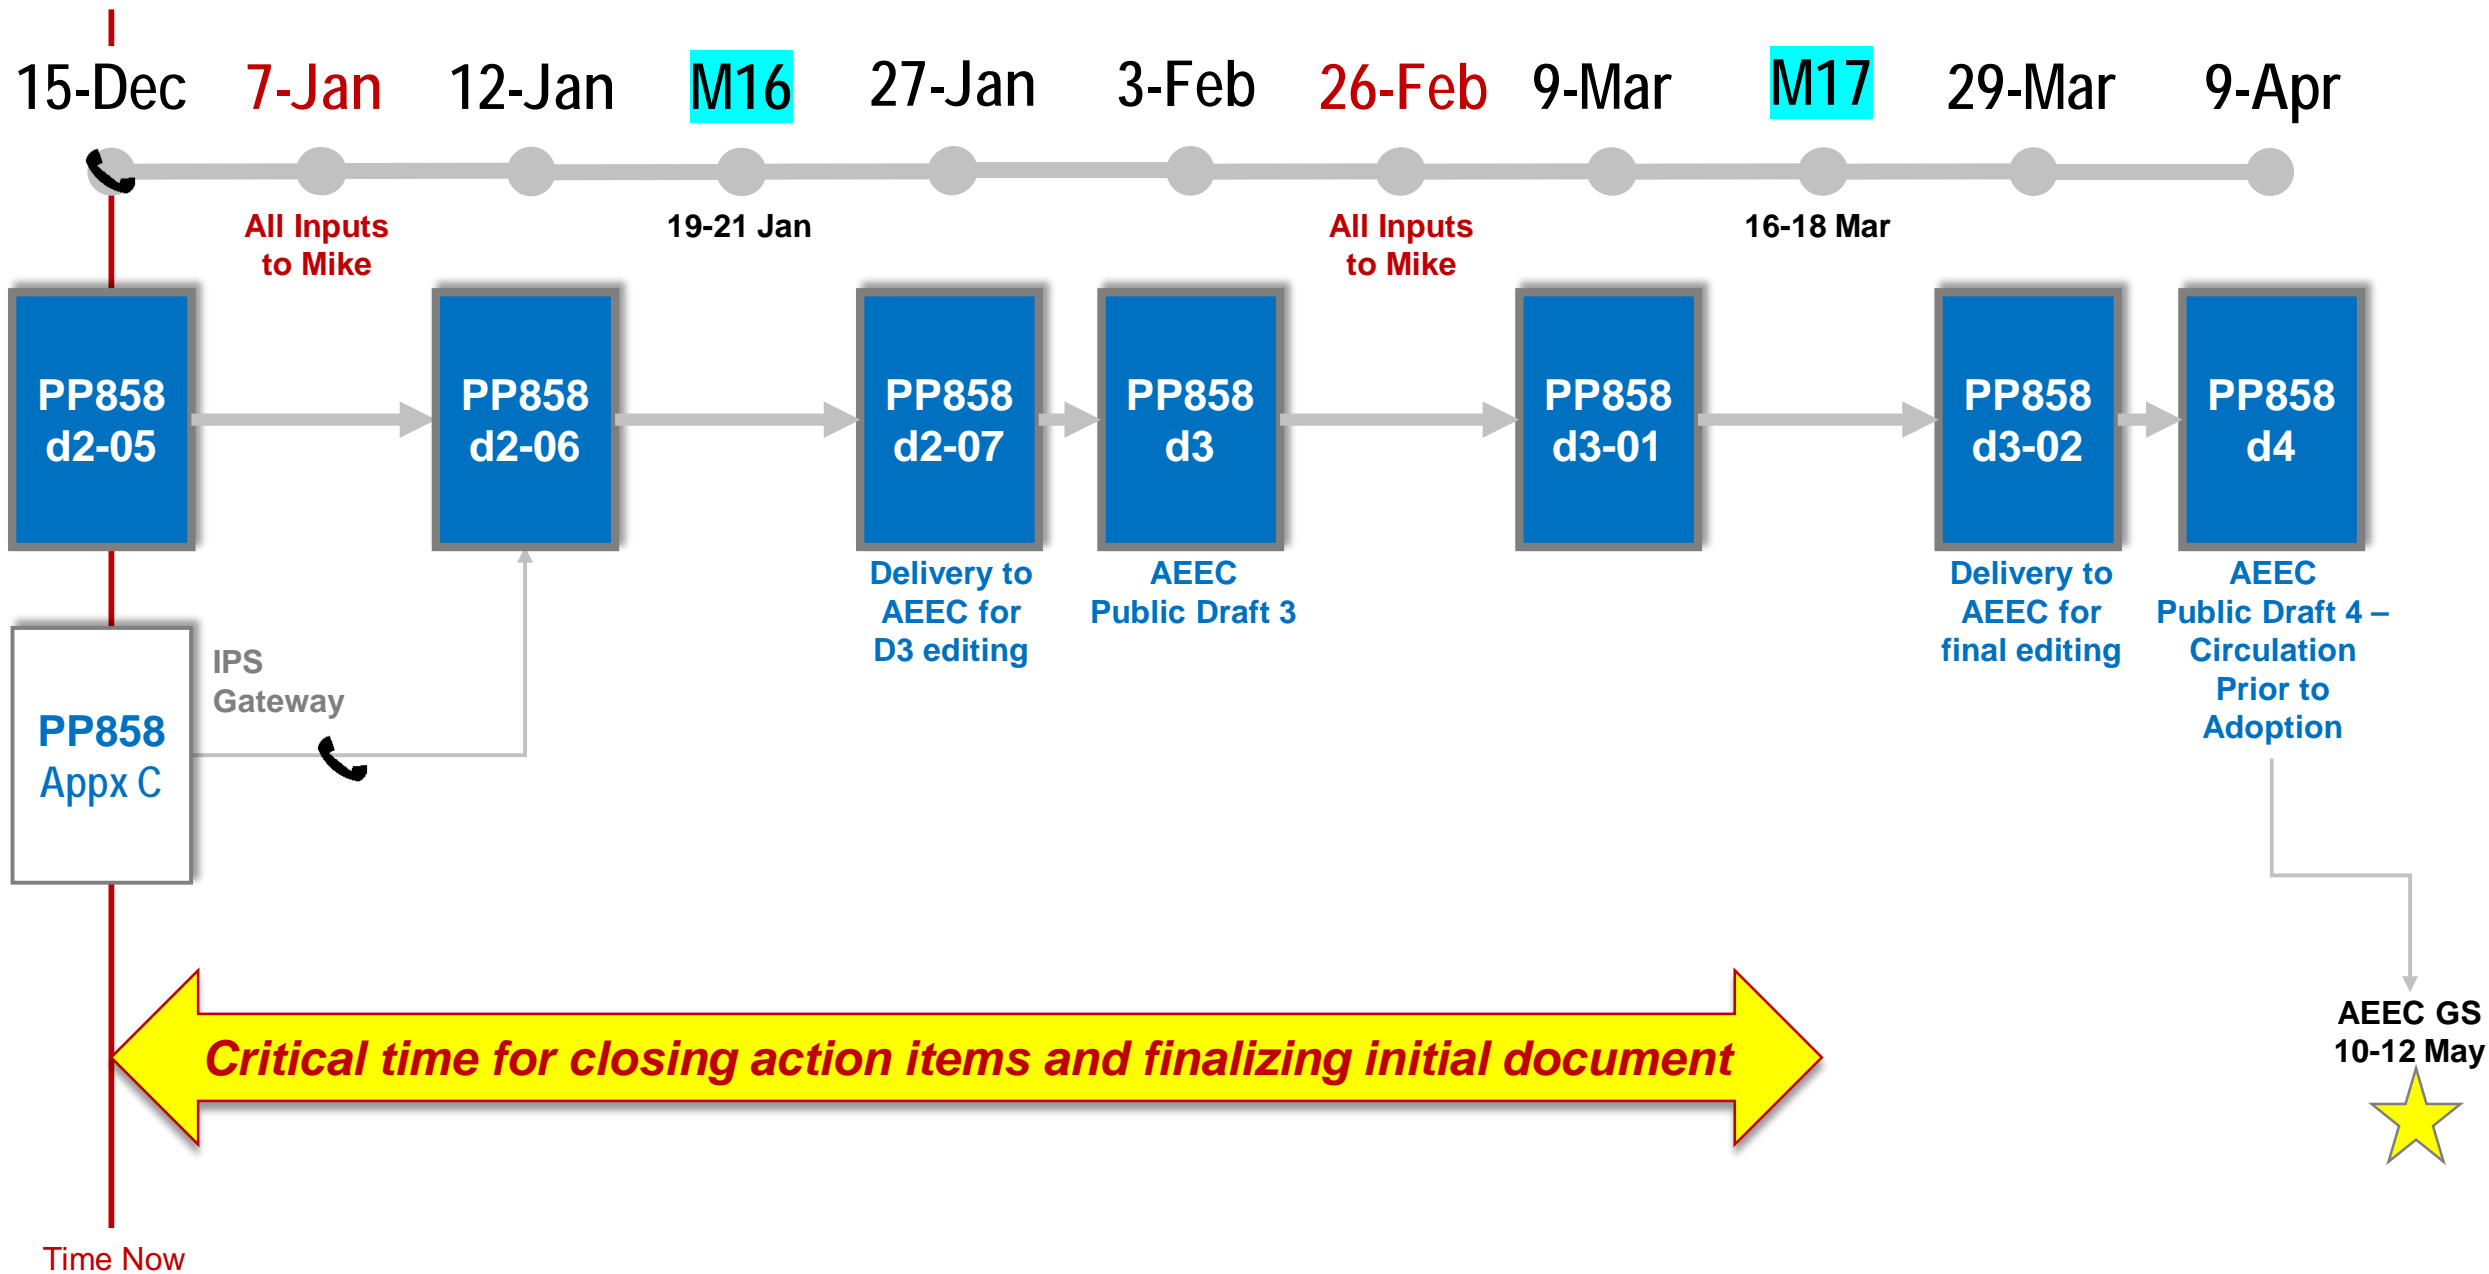 15-Dec
7-Jan
12-Jan
M16
27-Jan
3-Feb
26-Feb
9-Mar
M17
29-Mar
9-Apr
All Inputs
to Mike
19-21 Jan
All Inputs
to Mike
16-18 Mar
PP858
d2-05
PP858
d2-06
PP858
d2-07
PP858
d3
PP858
d3-01
PP858
d3-02
PP858
d4
Delivery to
AEEC for
D3 editing
AEEC
Public Draft 3
Delivery to
AEEC for
final editing
AEEC
Public Draft 4 –
Circulation
Prior to
Adoption
PP858
Appx C
IPS
Gateway
Critical time for closing action items and finalizing initial document
AEEC GS
10-12 May
Time Now